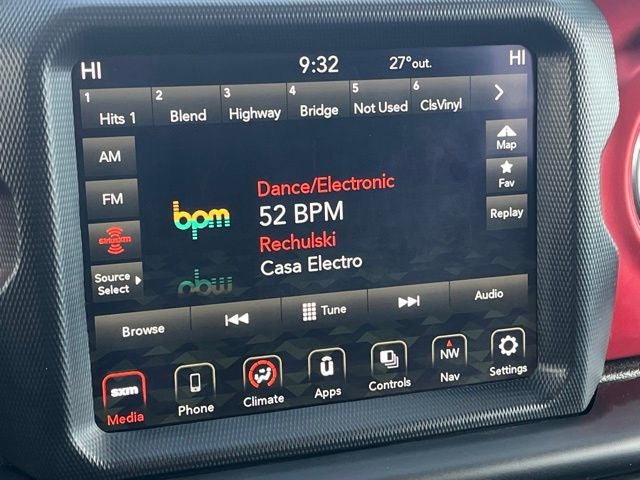 HI 9:32 27°out. HI
1 Hits 1 2 Blend 3 Highway 4 Bridge 5 Not Used 6 ClsVinyl
AM
Map
FM
Fav
siriusxm
Replay
Source Select
bpm
Dance/Electronic
52 BPM
Rechulski
Casa Electro
Browse Tune Audio
sxm ū NW
Media Phone Climate Apps Controls Nav Settings